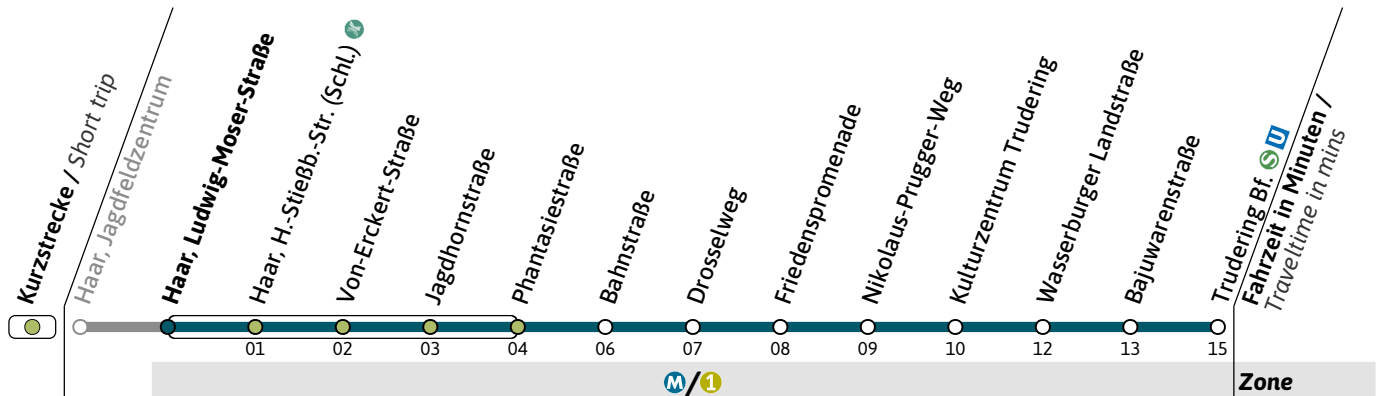 Kurzstrecke / Short trip
Haar, Jagdfeldzentrum
Haar, Ludwig-Moser-Straße
Haar, H.-Stießb.-Str. (Schl.)
Von-Erckert-Straße
Jagdhornstraße
Phantasiestraße
Bahnstraße
Drosselweg
Friedenspromenade
Nikolaus-Prugger-Weg
Kulturzentrum Trudering
Wasserburger Landstraße
Bajuwarenstraße
Trudering Bf. S U
Fahrzeit in Minuten /
Traveltime in mins
01 02 03 04 06 07 08 09 10 12 13 15
M/1 Zone